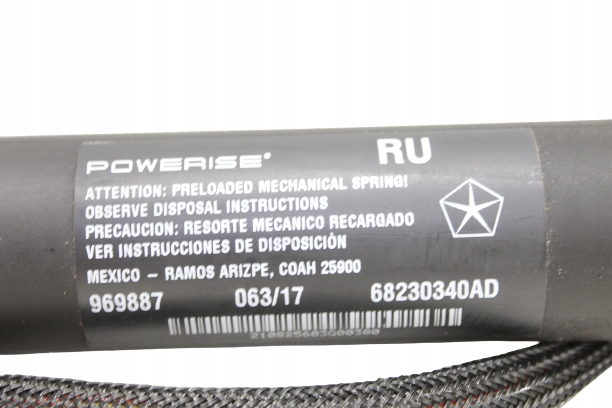 POWERISE® RU
ATTENTION: PRELOADED MECHANICAL SPRING!
OBSERVE DISPOSAL INSTRUCTIONS
PRECAUCION: RESORTE MECANICO RECARGADO
VER INSTRUCCIONES DE DISPOSICIÓN
MEXICO – RAMOS ARIZPE, COAH 25900
969887 063/17 68230340AD